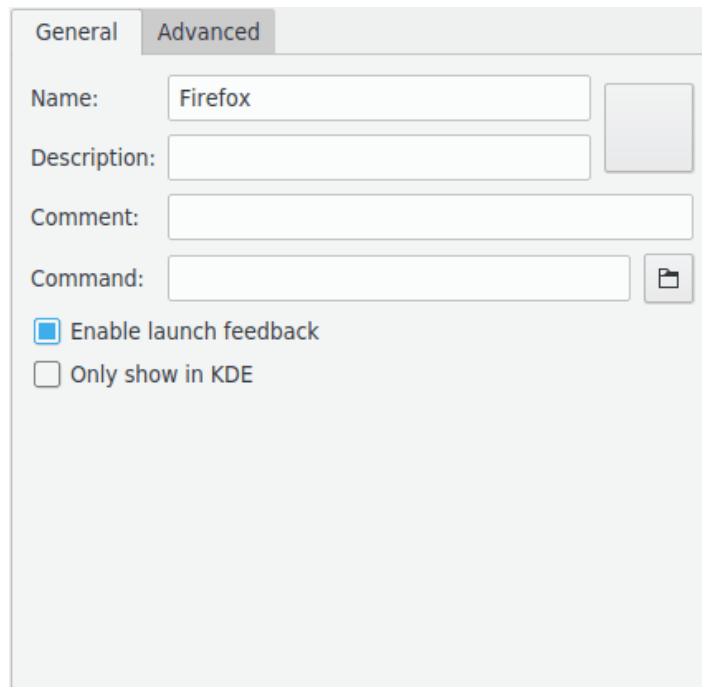 General Advanced
Name: Firefox
Description:
Comment:
Command:
Enable launch feedback
Only show in KDE